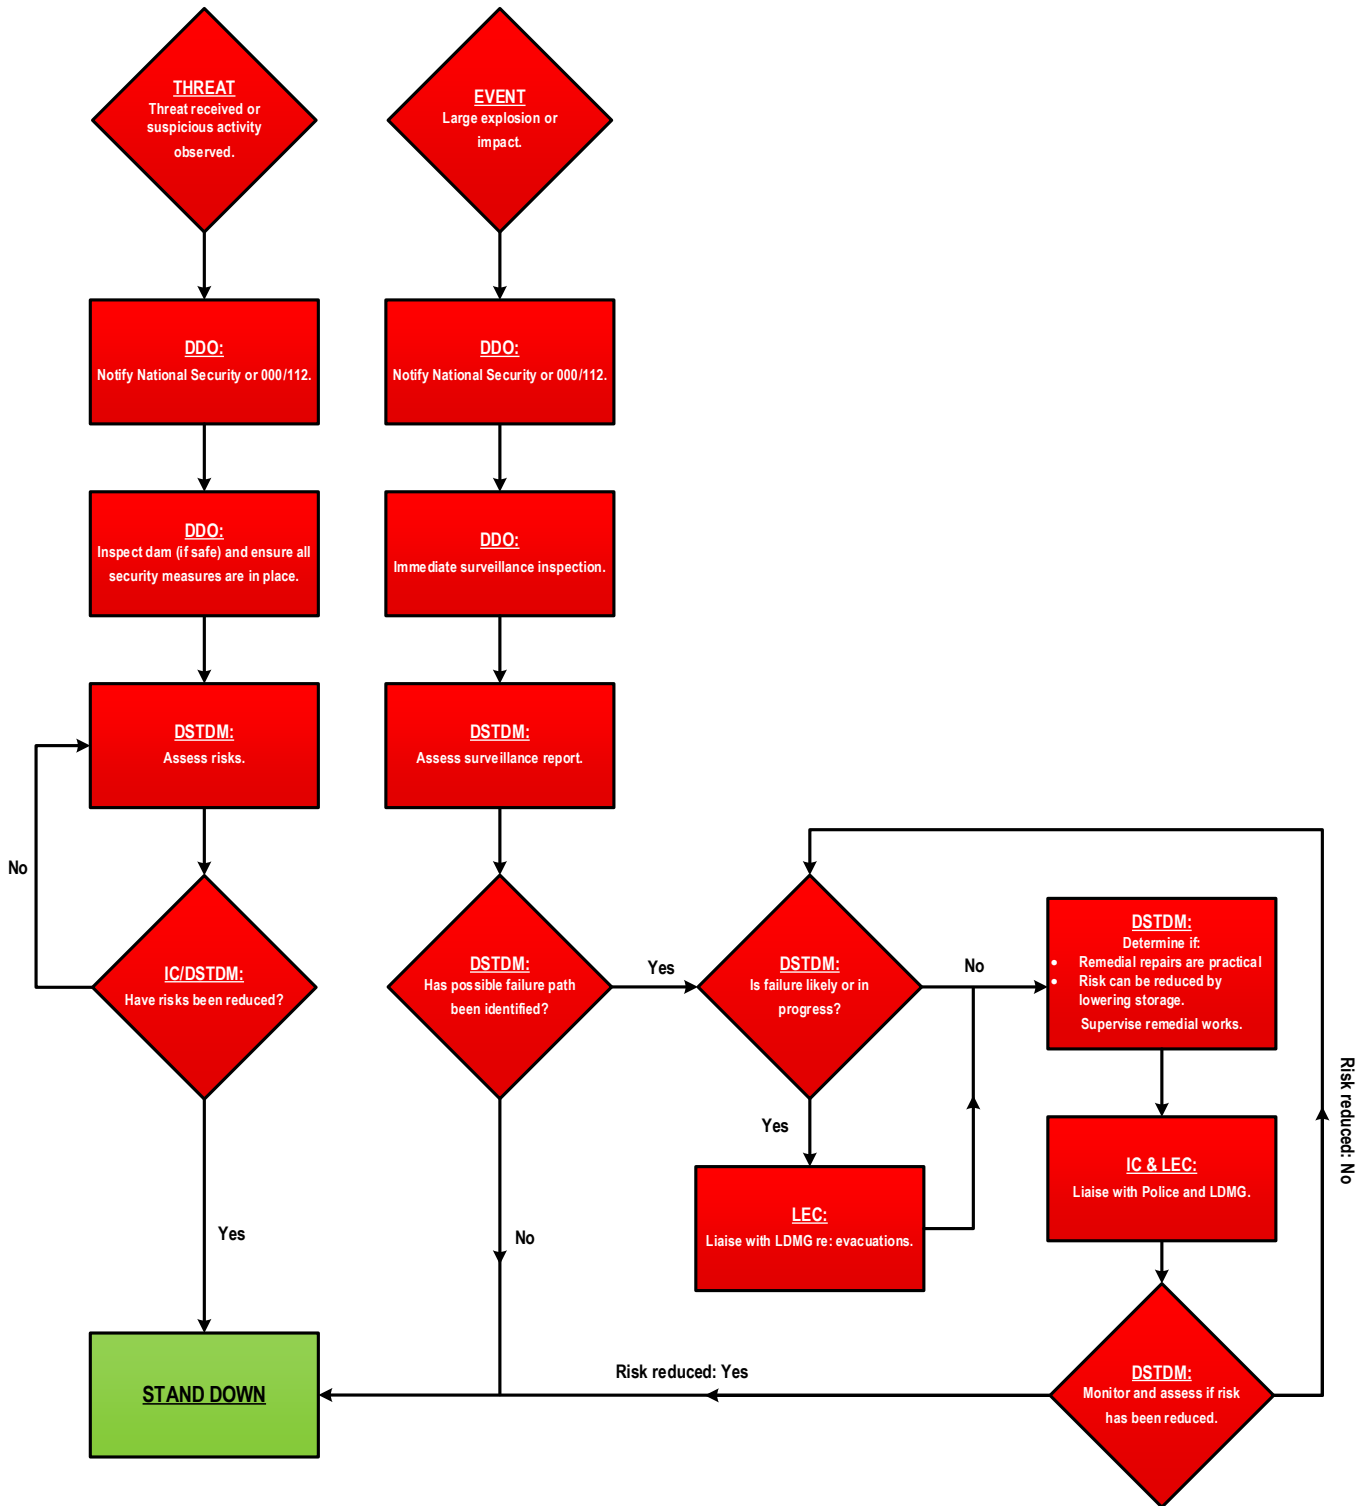 THREAT
Threat received or
suspicious activity
observed.
EVENT
Large explosion or
impact.
DDO:
Notify National Security or 000/112.
DDO:
Notify National Security or 000/112.
DDO:
Inspect dam (if safe) and ensure all
security measures are in place.
DDO:
Immediate surveillance inspection.
DSTDM:
Assess risks.
DSTDM:
Assess surveillance report.
No
IC/DSTDM:
Have risks been reduced?
DSTDM:
Has possible failure path
been identified?
Yes
DSTDM:
Is failure likely or in
progress?
No
DSTDM:
Determine if:
• Remedial repairs are practical
• Risk can be reduced by
lowering storage.
Supervise remedial works.
Yes
LEC:
Liaise with LDMG re: evacuations.
IC & LEC:
Liaise with Police and LDMG.
Risk reduced: No
Yes
No
STAND DOWN
Risk reduced: Yes
DSTDM:
Monitor and assess if risk
has been reduced.